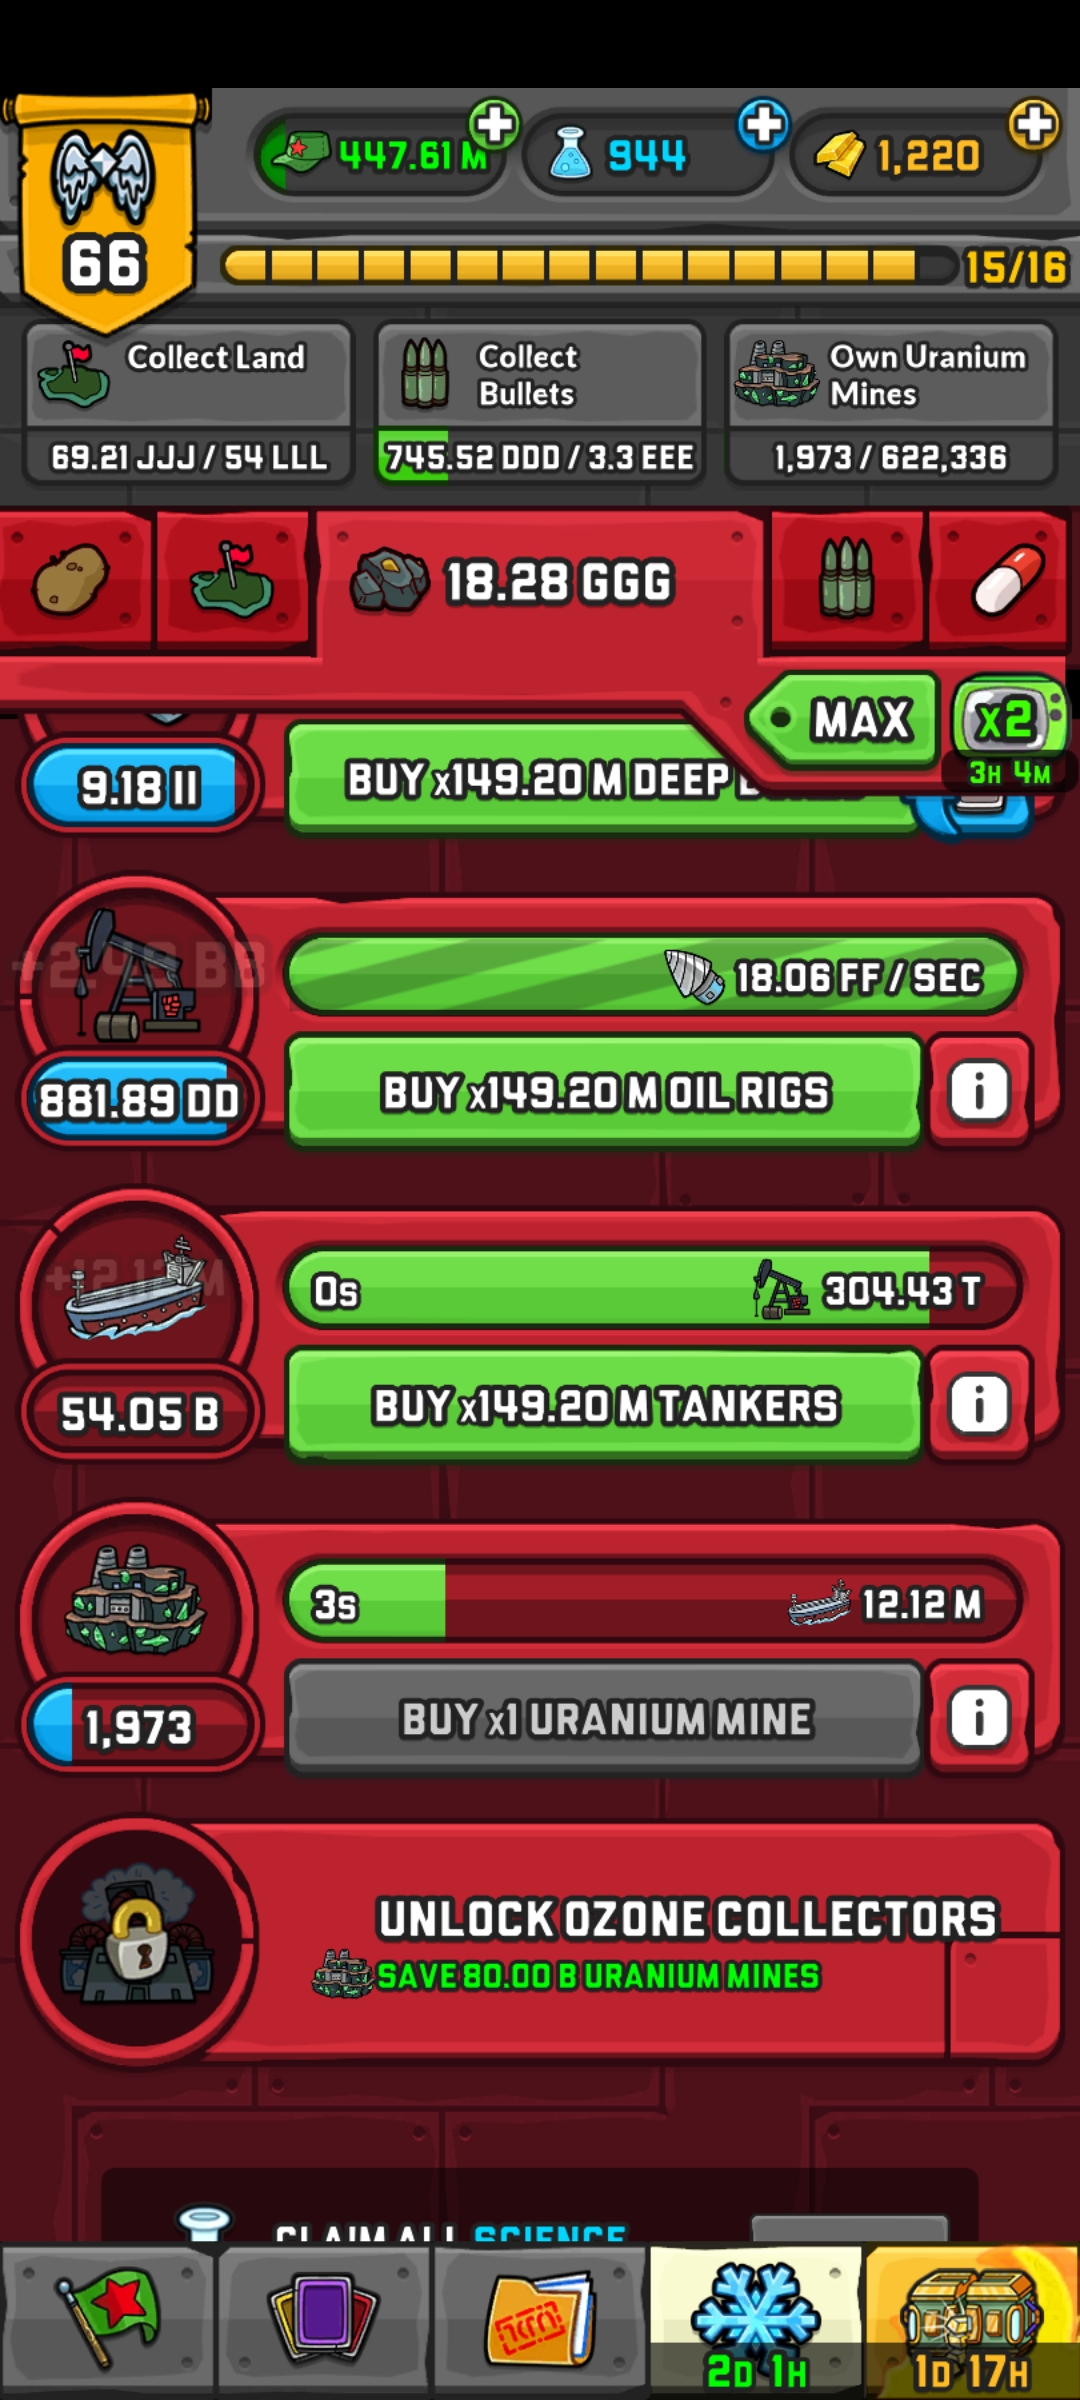 447.61 M
944
1,220
66
15/16
Collect Land
69.21 JJJ / 54 LLL
Collect
Bullets
745.52 DDD / 3.3 EEE
Own Uranium
Mines
1,973 / 622,336
18.28 GGG
MAX
x2
3H 4M
9.18 II
BUY x149.20 M DEEP
18.06 FF / SEC
881.89 DD
BUY x149.20 M OIL RIGS
i
0s
304.43 T
54.05 B
BUY x149.20 M TANKERS
i
3s
12.12 M
1,973
BUY x1 URANIUM MINE
i
UNLOCK OZONE COLLECTORS
SAVE 80.00 B URANIUM MINES
CLAIM ALL SCIENCE
2D 1H
1D 17H